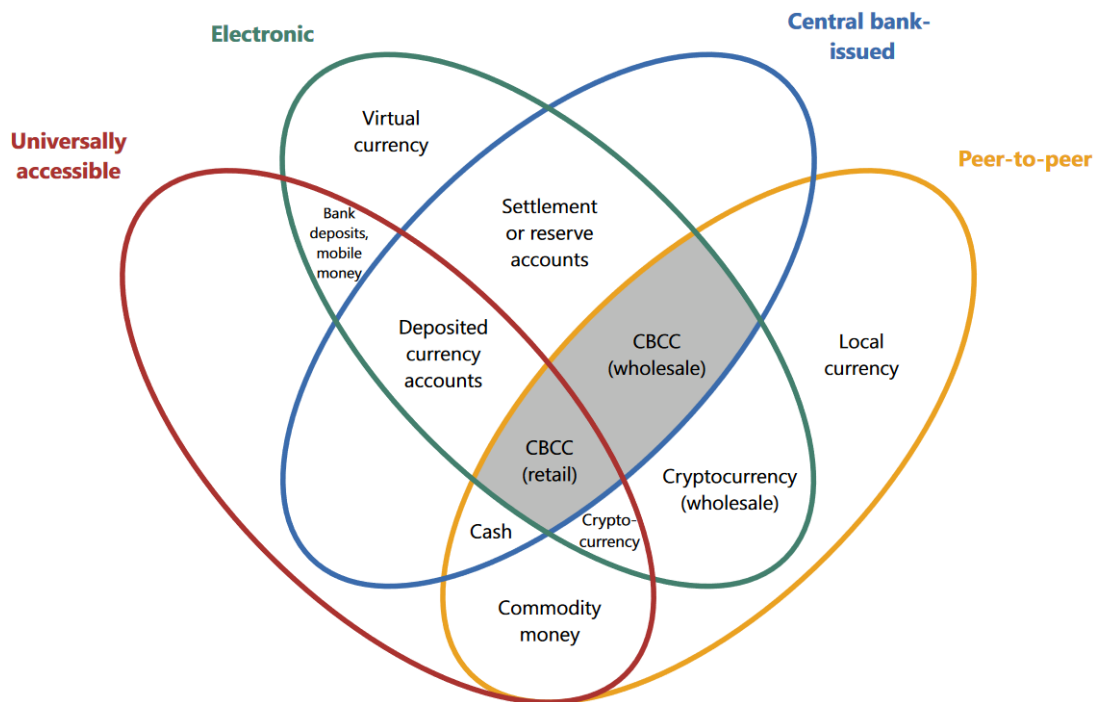 Electronic
Central bank-
issued
Universally
accessible
Peer-to-peer
Virtual
currency
Bank
deposits,
mobile
money
Settlement
or reserve
accounts
Deposited
currency
accounts
CBCC
(wholesale)
Local
currency
CBCC
(retail)
Cryptocurrency
(wholesale)
Cash
Crypto-
currency
Commodity
money